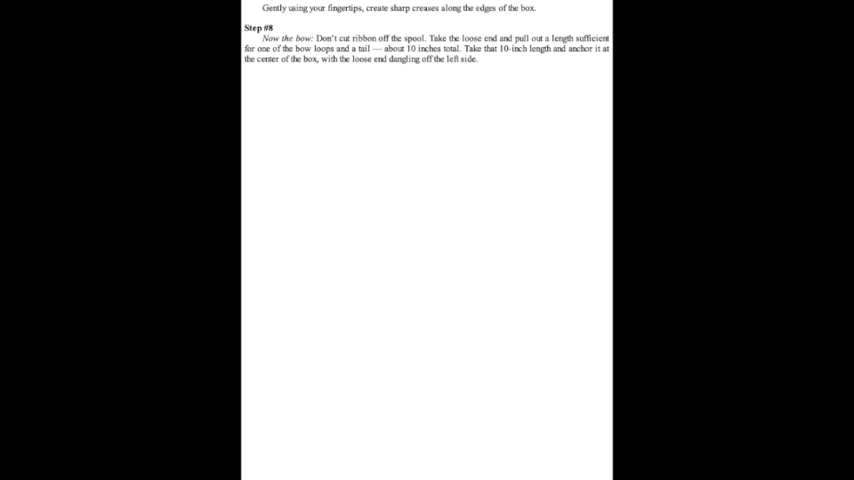 Gently using your fingertips, create sharp creases along the edges of the box.
Step #8
Now the bow: Don't cut ribbon off the spool. Take the loose end and pull out a length sufficient
for one of the bow loops and a tail — about 10 inches total. Take that 10-inch length and anchor it at
the center of the box, with the loose end dangling off the left side.